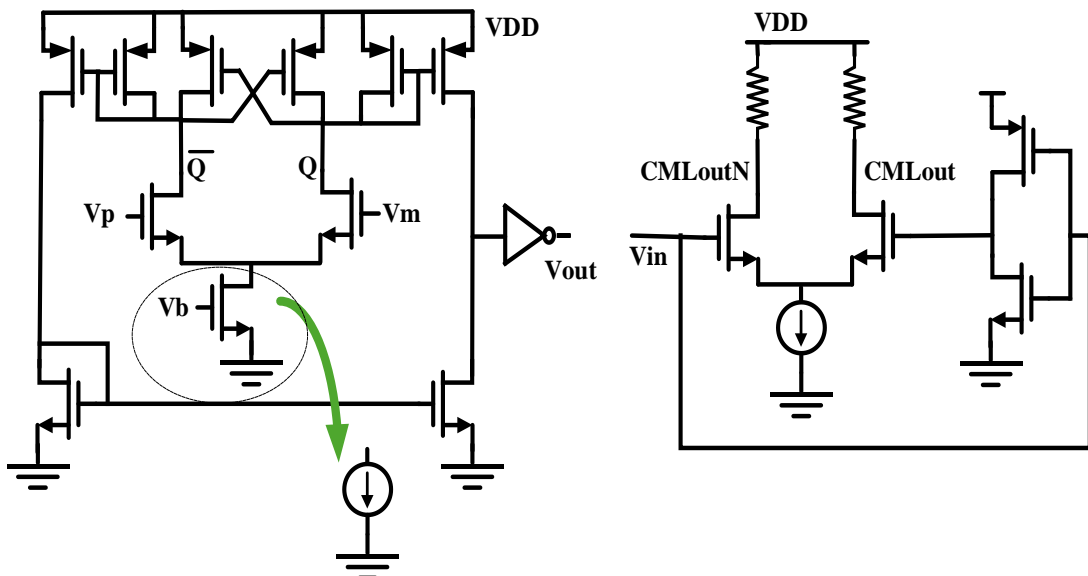 VDD
Q̅
Q
Vp
Vm
Vb
Vout
VDD
CMLoutN
CMLout
Vin